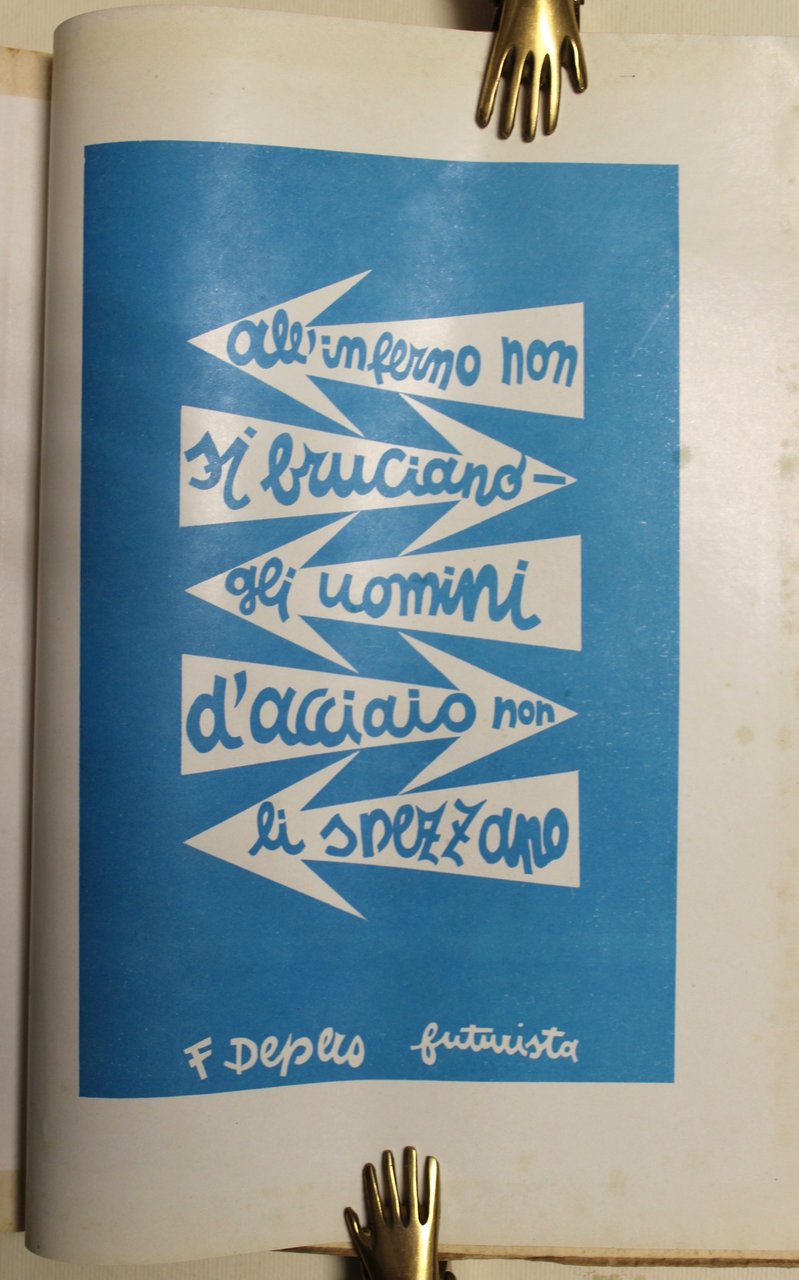 all'inferno non
si bruciano -
gli uomini
d'acciaio non
li spezzano
F Depero futurista